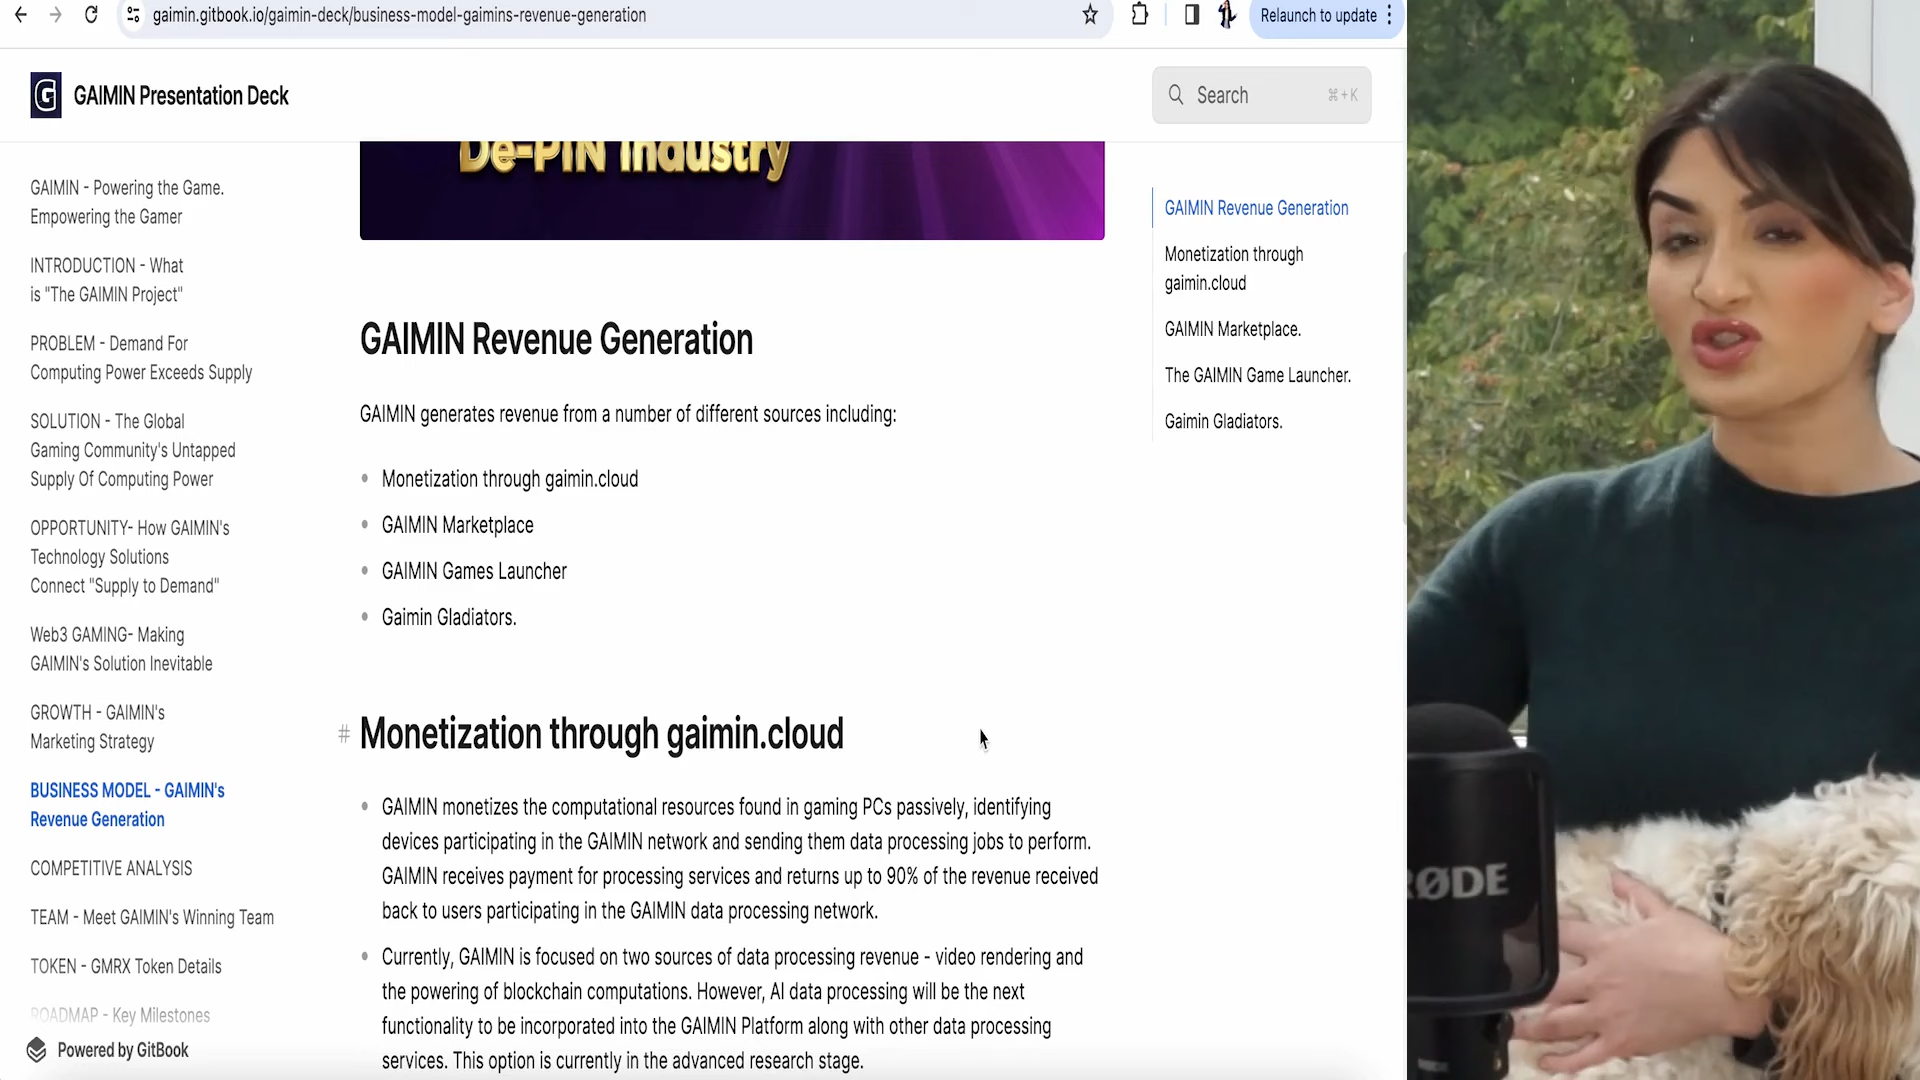 gaimin.gitbook.io/gaimin-deck/business-model-gaimins-revenue-generation
Relaunch to update
GAIMIN Presentation Deck
Search
⌘+K
GAIMIN - Powering the Game.
Empowering the Gamer
INTRODUCTION - What
is "The GAIMIN Project"
PROBLEM - Demand For
Computing Power Exceeds Supply
SOLUTION - The Global
Gaming Community's Untapped
Supply Of Computing Power
OPPORTUNITY- How GAIMIN's
Technology Solutions
Connect "Supply to Demand"
Web3 GAMING- Making
GAIMIN's Solution Inevitable
GROWTH - GAIMIN's
Marketing Strategy
BUSINESS MODEL - GAIMIN's
Revenue Generation
COMPETITIVE ANALYSIS
TEAM - Meet GAIMIN's Winning Team
TOKEN - GMRX Token Details
ROADMAP - Key Milestones
Powered by GitBook
De-PIN Industry
GAIMIN Revenue Generation
GAIMIN generates revenue from a number of different sources including:
• Monetization through gaimin.cloud
• GAIMIN Marketplace
• GAIMIN Games Launcher
• Gaimin Gladiators.
# Monetization through gaimin.cloud
• GAIMIN monetizes the computational resources found in gaming PCs passively, identifying
devices participating in the GAIMIN network and sending them data processing jobs to perform.
GAIMIN receives payment for processing services and returns up to 90% of the revenue received
back to users participating in the GAIMIN data processing network.
• Currently, GAIMIN is focused on two sources of data processing revenue - video rendering and
the powering of blockchain computations. However, AI data processing will be the next
functionality to be incorporated into the GAIMIN Platform along with other data processing
services. This option is currently in the advanced research stage.
GAIMIN Revenue Generation
Monetization through
gaimin.cloud
GAIMIN Marketplace.
The GAIMIN Game Launcher.
Gaimin Gladiators.
RØDE